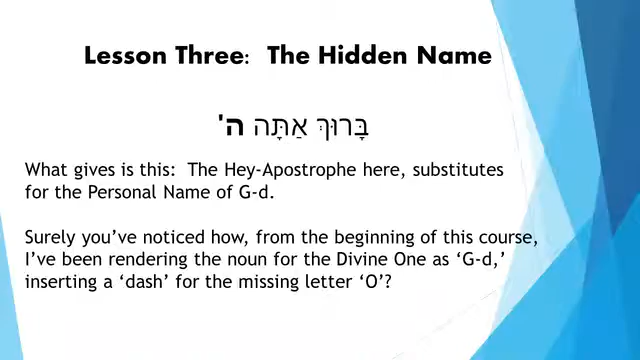 Lesson Three:  The Hidden Name
בָּרוּךְ אַתָּה ה'
What gives is this:  The Hey-Apostrophe here, substitutes
for the Personal Name of G-d.
Surely you’ve noticed how, from the beginning of this course,
I’ve been rendering the noun for the Divine One as ‘G-d,’
inserting a ‘dash’ for the missing letter ‘O’?